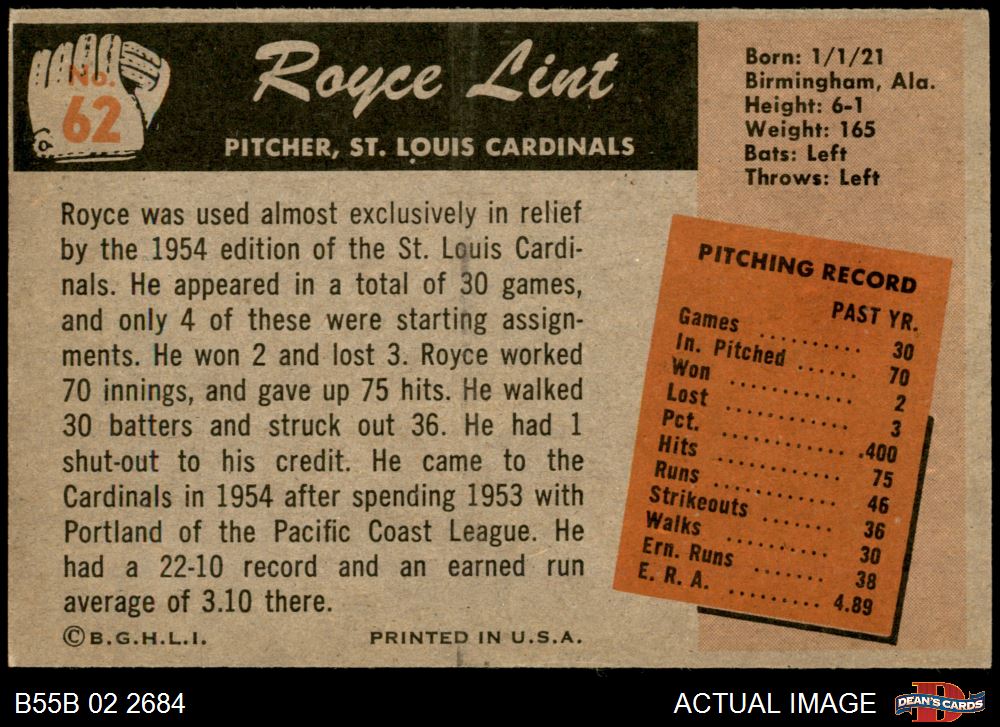 No.
62
Royce Lint
PITCHER, ST. LOUIS CARDINALS
Born: 1/1/21
Birmingham, Ala.
Height: 6-1
Weight: 165
Bats: Left
Throws: Left
Royce was used almost exclusively in relief
by the 1954 edition of the St. Louis Cardi-
nals. He appeared in a total of 30 games,
and only 4 of these were starting assign-
ments. He won 2 and lost 3. Royce worked
70 innings, and gave up 75 hits. He walked
30 batters and struck out 36. He had 1
shut-out to his credit. He came to the
Cardinals in 1954 after spending 1953 with
Portland of the Pacific Coast League. He
had a 22-10 record and an earned run
average of 3.10 there.
©B.G.H.L.I. PRINTED IN U.S.A.
PITCHING RECORD
PAST YR.
Games .......... 30
In. Pitched ...... 70
Won .......... 2
Lost .......... 3
Pct. .......... .400
Hits .......... 75
Runs .......... 46
Strikeouts ....... 36
Walks .......... 30
Ern. Runs ....... 38
E. R. A. ......... 4.89
B55B 02 2684
ACTUAL IMAGE
DEAN'S CARDS